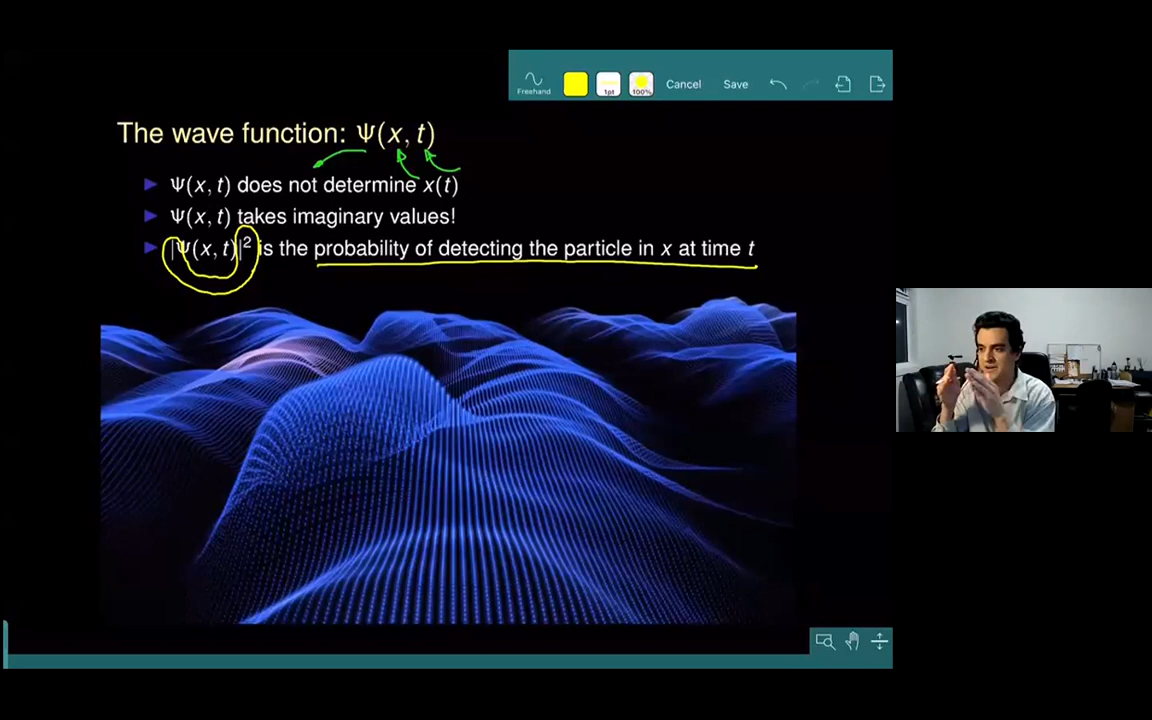 Freehand
1pt
100%
Cancel
Save
The wave function: Ψ(x, t)
Ψ(x, t) does not determine x(t)
Ψ(x, t) takes imaginary values!
|Ψ(x, t)|² is the probability of detecting the particle in x at time t